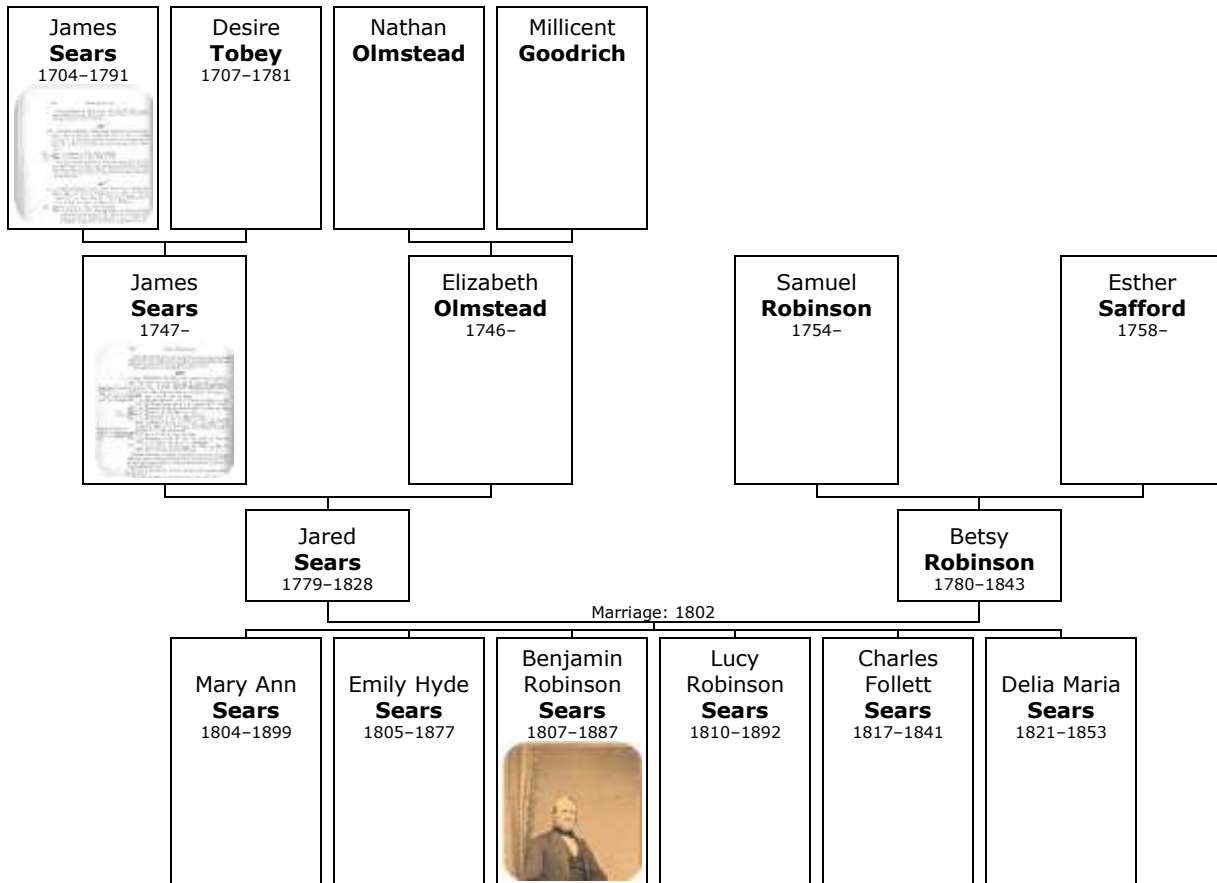 James
Sears
1704–1791
Desire
Tobey
1707–1781
Nathan
Olmstead
Millicent
Goodrich
James
Sears
1747–
Elizabeth
Olmstead
1746–
Samuel
Robinson
1754–
Esther
Safford
1758–
Jared
Sears
1779–1828
Betsy
Robinson
1780–1843
Marriage: 1802
Mary Ann
Sears
1804–1899
Emily Hyde
Sears
1805–1877
Benjamin
Robinson
Sears
1807–1887
Lucy
Robinson
Sears
1810–1892
Charles
Follett
Sears
1817–1841
Delia Maria
Sears
1821–1853